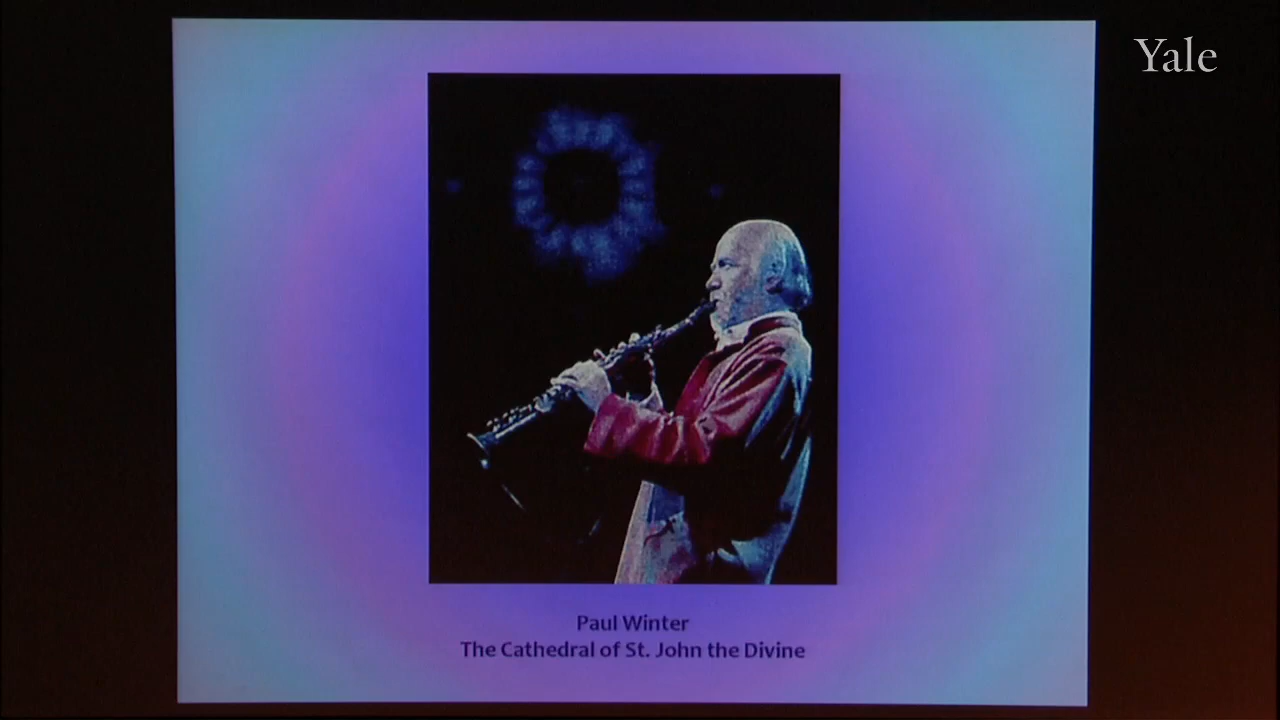 Yale
Paul Winter
The Cathedral of St. John the Divine